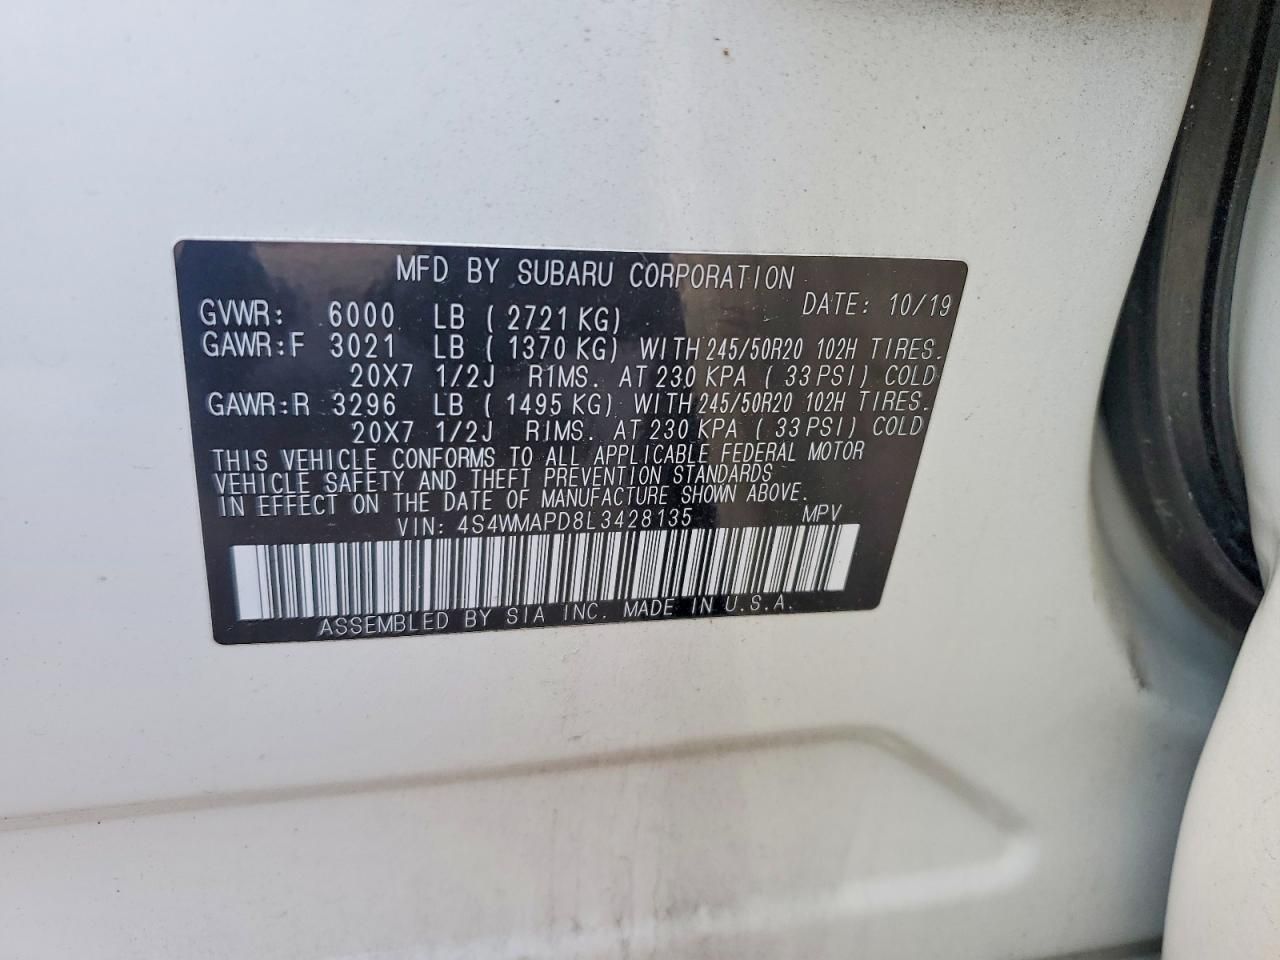 MFD BY SUBARU CORPORATION
DATE: 10/19
GVWR: 6000 LB ( 2721 KG)
GAWR:F 3021 LB ( 1370 KG) WITH 245/50R20 102H TIRES.
20X7 1/2J RIMS. AT 230 KPA ( 33 PSI) COLD
GAWR:R 3296 LB ( 1495 KG) WITH 245/50R20 102H TIRES.
20X7 1/2J RIMS. AT 230 KPA ( 33 PSI) COLD
THIS VEHICLE CONFORMS TO ALL APPLICABLE FEDERAL MOTOR
VEHICLE SAFETY AND THEFT PREVENTION STANDARDS
IN EFFECT ON THE DATE OF MANUFACTURE SHOWN ABOVE.
VIN: 4S4WMAPD8L3428135 MPV
ASSEMBLED BY SIA INC. MADE IN U.S.A.